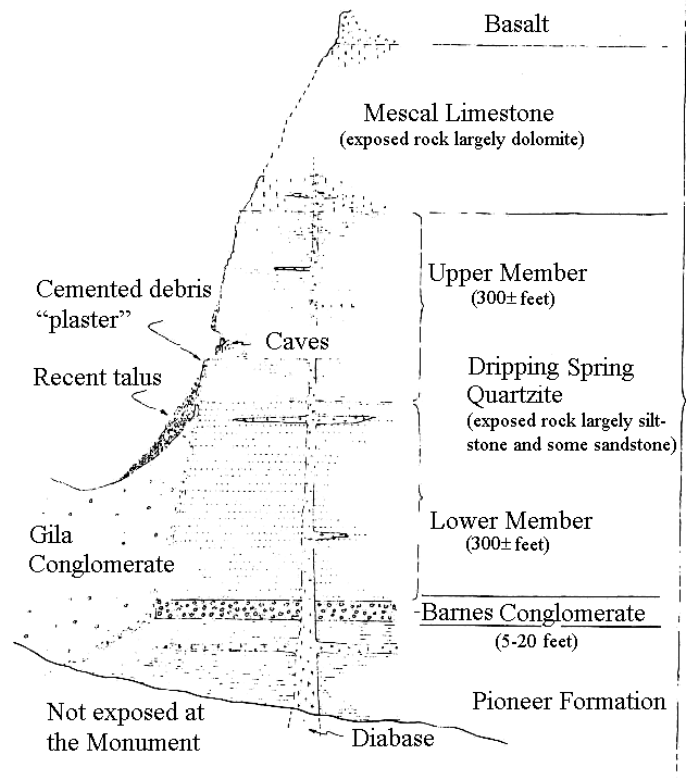 Basalt
Mescal Limestone
(exposed rock largely dolomite)
Upper Member
(300± feet)
Cemented debris
“plaster”
Caves
Recent talus
Dripping Spring
Quartzite
(exposed rock largely silt-
stone and some sandstone)
Lower Member
(300± feet)
Gila
Conglomerate
Barnes Conglomerate
(5-20 feet)
Pioneer Formation
Not exposed at
the Monument
Diabase